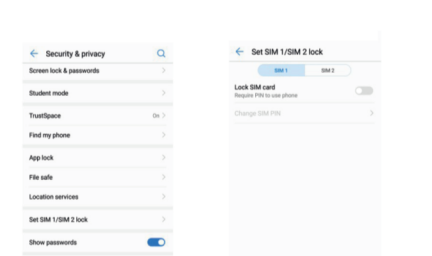 Security & privacy
Screen lock & passwords
Student mode
TrustSpace On
Find my phone
App lock
File safe
Location services
Set SIM 1/SIM 2 lock
Show passwords
Set SIM 1/SIM 2 lock
SIM 1 SIM 2
Lock SIM card
Require PIN to use phone
Change SIM PIN